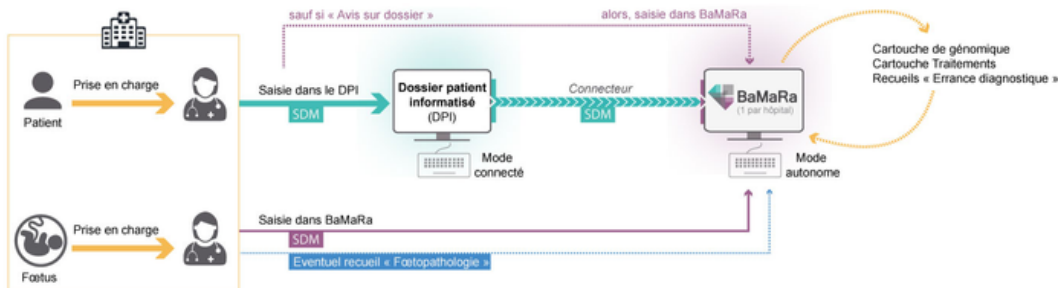 sauf si « Avis sur dossier »
alors, saisie dans BaMaRa
Prise en charge
Patient
Saisie dans le DPI
SDM
Dossier patient
informatisé
(DPI)
Mode
connecté
Connecteur
SDM
BaMaRa
(1 par hôpital)
Mode
autonome
Cartouche de génomique
Cartouche Traitements
Recueils « Errance diagnostique »
Prise en charge
Fœtus
Saisie dans BaMaRa
SDM
Eventuel recueil « Fœtopathologie »